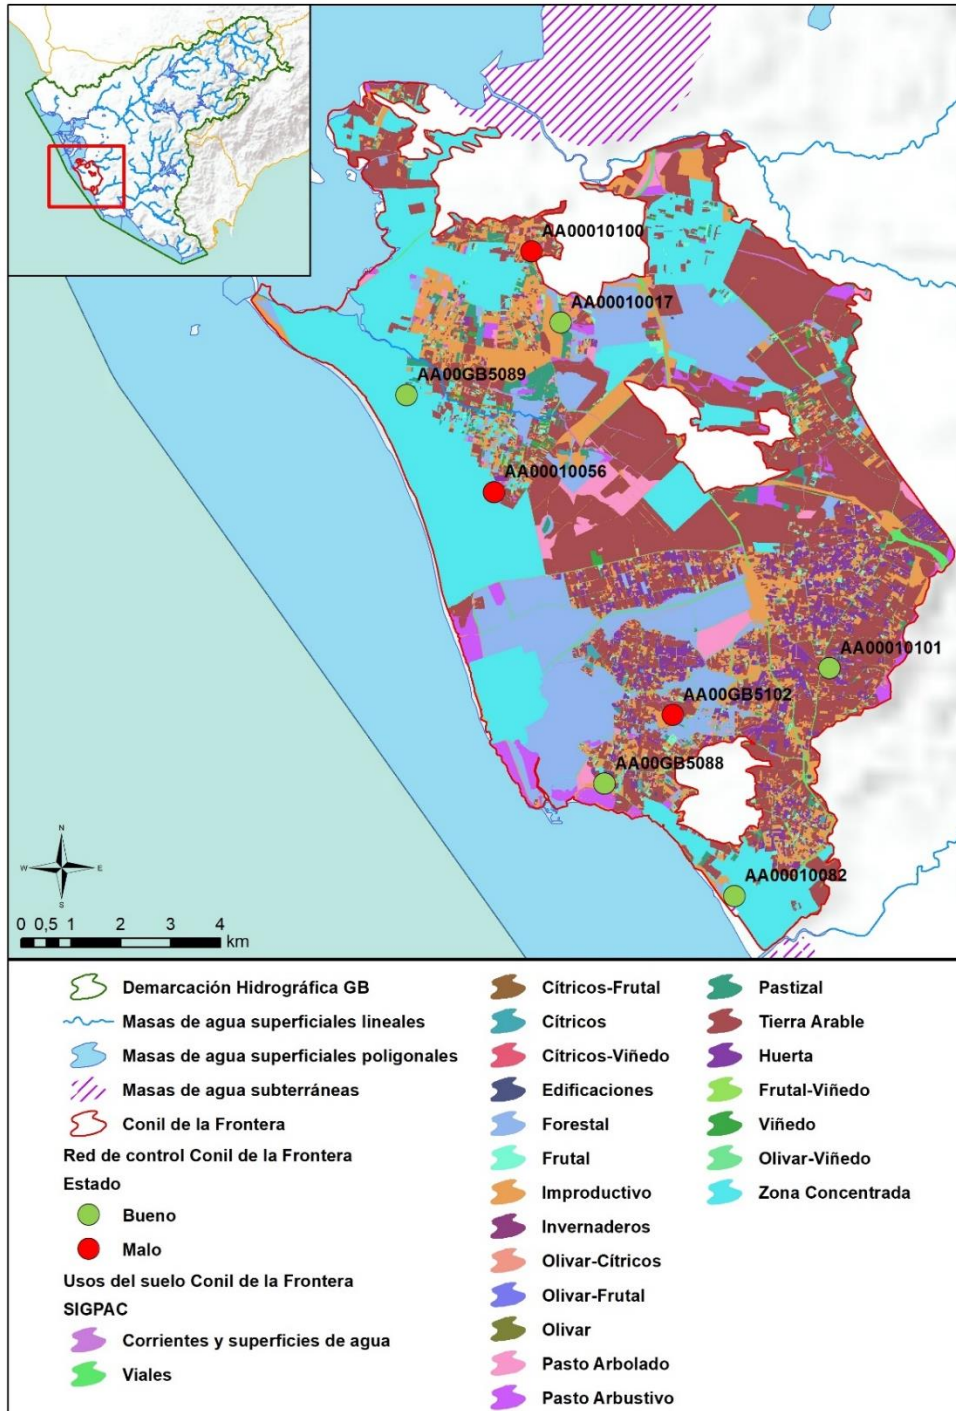 AA00010100
AA00010017
AA00GB5089
AA00010056
AA00010101
AA00GB5102
AA00GB5088
AA00010082
N
W E
S
0 0,5 1 2 3 4
km
Demarcación Hidrográfica GB
Masas de agua superficiales lineales
Masas de agua superficiales poligonales
Masas de agua subterráneas
Conil de la Frontera
Red de control Conil de la Frontera
Estado
Bueno
Malo
Usos del suelo Conil de la Frontera
SIGPAC
Corrientes y superficies de agua
Viales
Cítricos-Frutal
Cítricos
Cítricos-Viñedo
Edificaciones
Forestal
Frutal
Improductivo
Invernaderos
Olivar-Cítricos
Olivar-Frutal
Olivar
Pasto Arbolado
Pasto Arbustivo
Pastizal
Tierra Arable
Huerta
Frutal-Viñedo
Viñedo
Olivar-Viñedo
Zona Concentrada